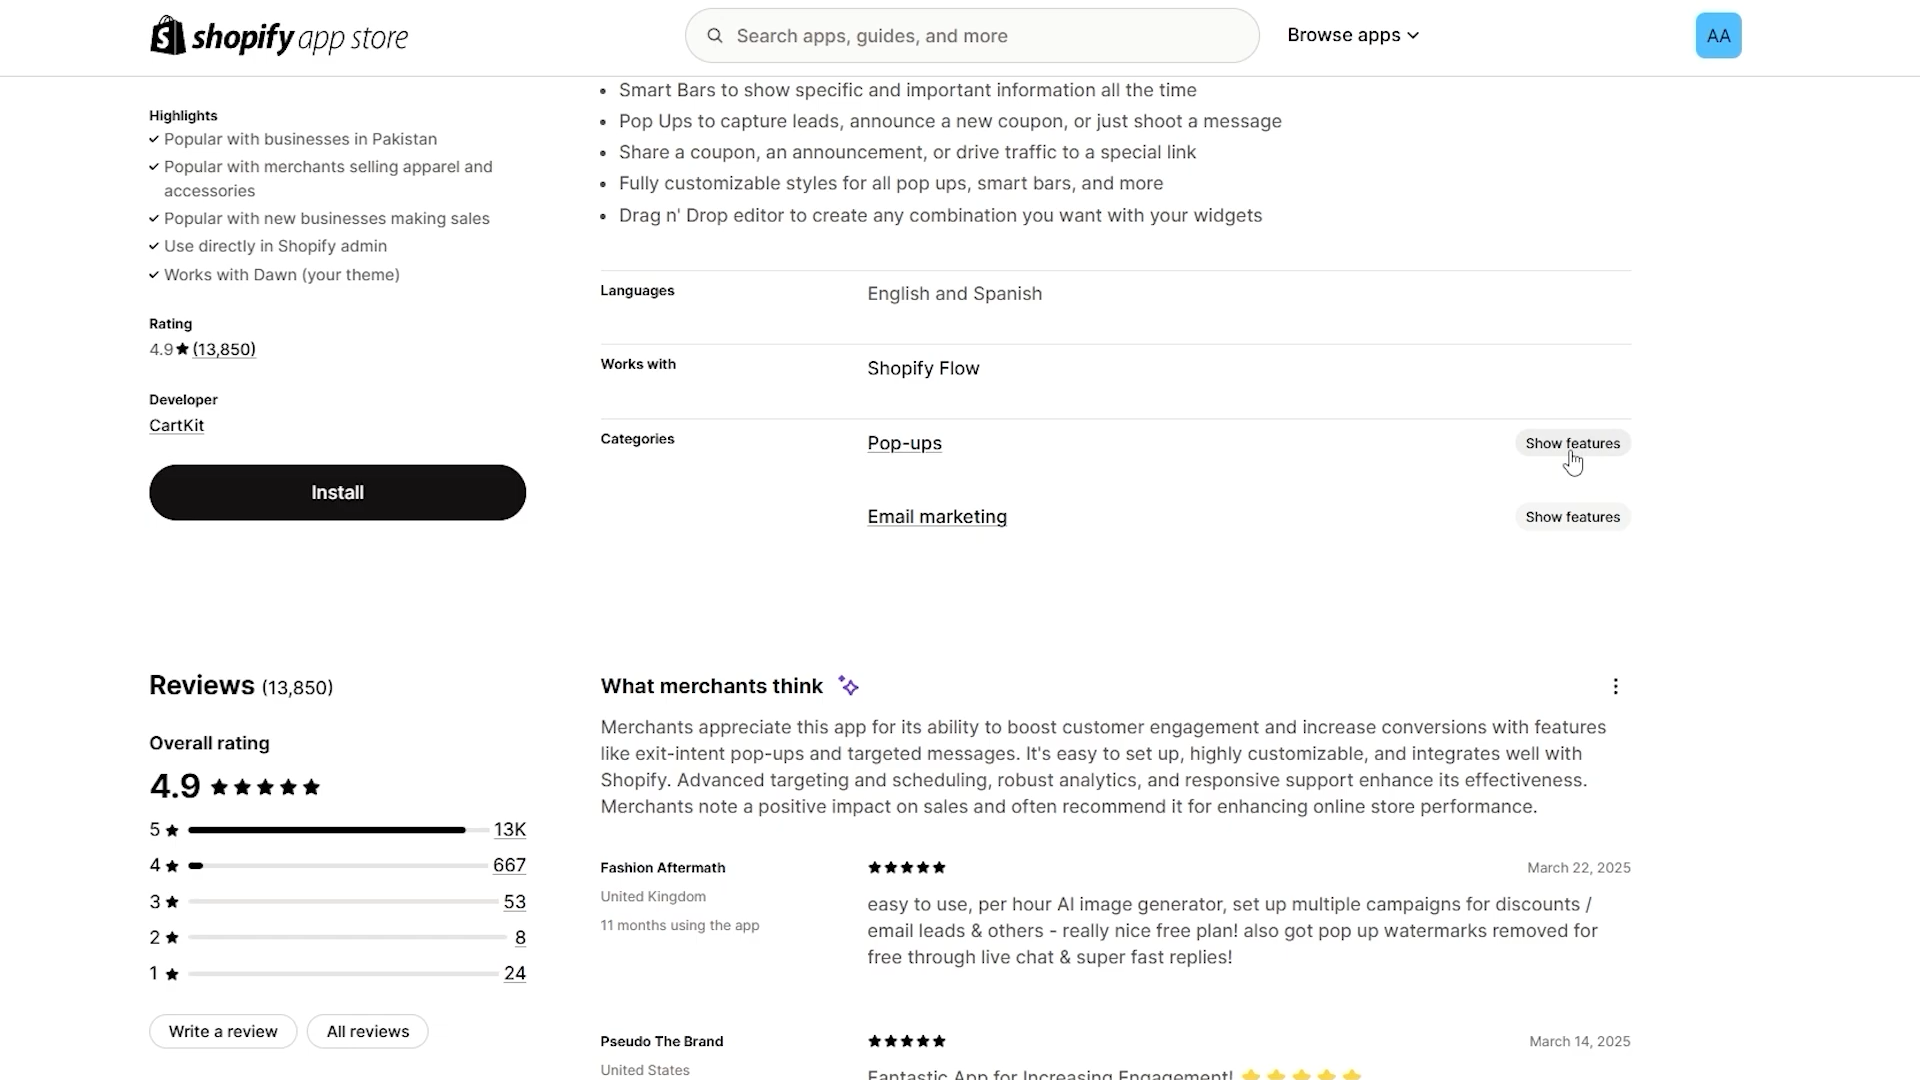 shopify app store
Search apps, guides, and more
Browse apps
AA
Highlights
Popular with businesses in Pakistan
Popular with merchants selling apparel and
accessories
Popular with new businesses making sales
Use directly in Shopify admin
Works with Dawn (your theme)
Rating
4.9★ (13,850)
Developer
CartKit
Install
• Smart Bars to show specific and important information all the time
• Pop Ups to capture leads, announce a new coupon, or just shoot a message
• Share a coupon, an announcement, or drive traffic to a special link
• Fully customizable styles for all pop ups, smart bars, and more
• Drag n' Drop editor to create any combination you want with your widgets
Languages
English and Spanish
Works with
Shopify Flow
Categories
Pop-ups
Show features
Email marketing
Show features
Reviews (13,850)
Overall rating
4.9 ★★★★★
5 ★ 13K
4 ★ 667
3 ★ 53
2 ★ 8
1 ★ 24
Write a review
All reviews
What merchants think
Merchants appreciate this app for its ability to boost customer engagement and increase conversions with features
like exit-intent pop-ups and targeted messages. It's easy to set up, highly customizable, and integrates well with
Shopify. Advanced targeting and scheduling, robust analytics, and responsive support enhance its effectiveness.
Merchants note a positive impact on sales and often recommend it for enhancing online store performance.
Fashion Aftermath
United Kingdom
11 months using the app
★★★★★
March 22, 2025
easy to use, per hour AI image generator, set up multiple campaigns for discounts /
email leads & others - really nice free plan! also got pop up watermarks removed for
free through live chat & super fast replies!
Pseudo The Brand
United States
★★★★★
March 14, 2025
Fantastic App for Increasing Engagement! ⭐⭐⭐⭐⭐